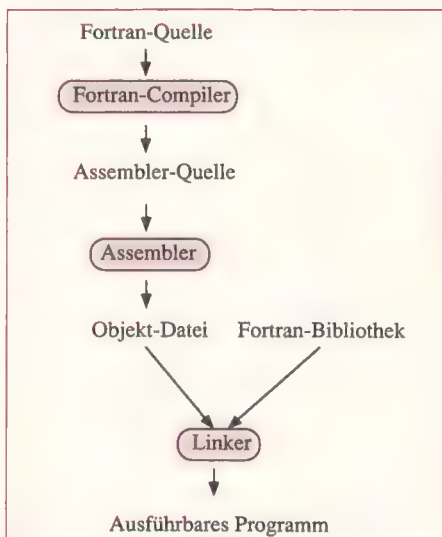 Fortran-Quelle
Fortran-Compiler
Assembler-Quelle
Assembler
Objekt-Datei Fortran-Bibliothek
Linker
Ausführbares Programm